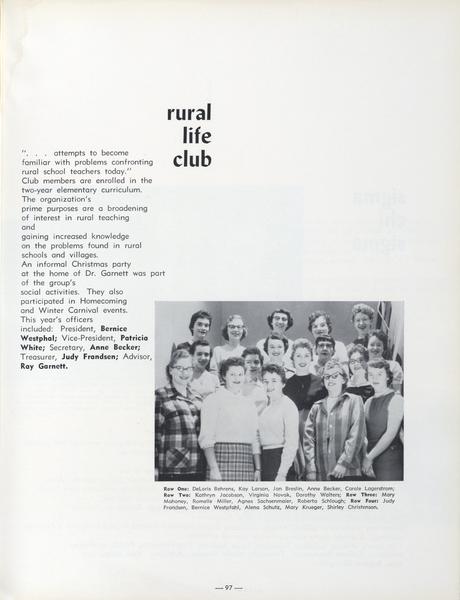 rural
life
club
". . . attempts to become
familiar with problems confronting
rural school teachers today."
Club members are enrolled in the
two-year elementary curriculum.
The organization's
prime purposes are a broadening
of interest in rural teaching
and
gaining increased knowledge
on the problems found in rural
schools and villages.
An informal Christmas party
at the home of Dr. Garnett was part
of the group's
social activities. They also
participated in Homecoming
and Winter Carnival events.
This year's officers
included: President, Bernice
Westphal; Vice-President, Patricia
White; Secretary, Anne Becker;
Treasurer, Judy Frandsen; Advisor,
Ray Garnett.
Row One: DeLoris Behrens, Kay Larson, Jan Breslin, Anne Becker, Carole Lagerstrom;
Row Two: Kathryn Jacobson, Virginia Novak, Dorothy Walters; Row Three: Mary
Mahoney, Romelle Miller, Agnes Sachsenmaier, Roberta Schlough; Row Four: Judy
Frandsen, Bernice Westpfahl, Alena Schutz, Mary Krueger, Shirley Christmson.
— 97 —